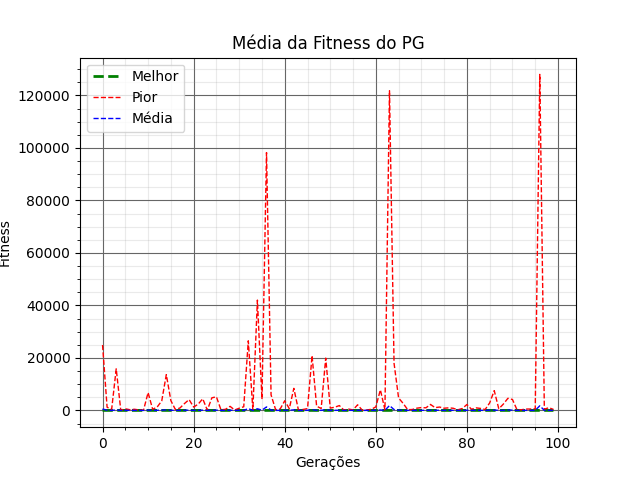 Média da Fitness do PG
Melhor
Pior
Média
120000
100000
80000
60000
40000
20000
0
Fitness
0 20 40 60 80 100
Gerações